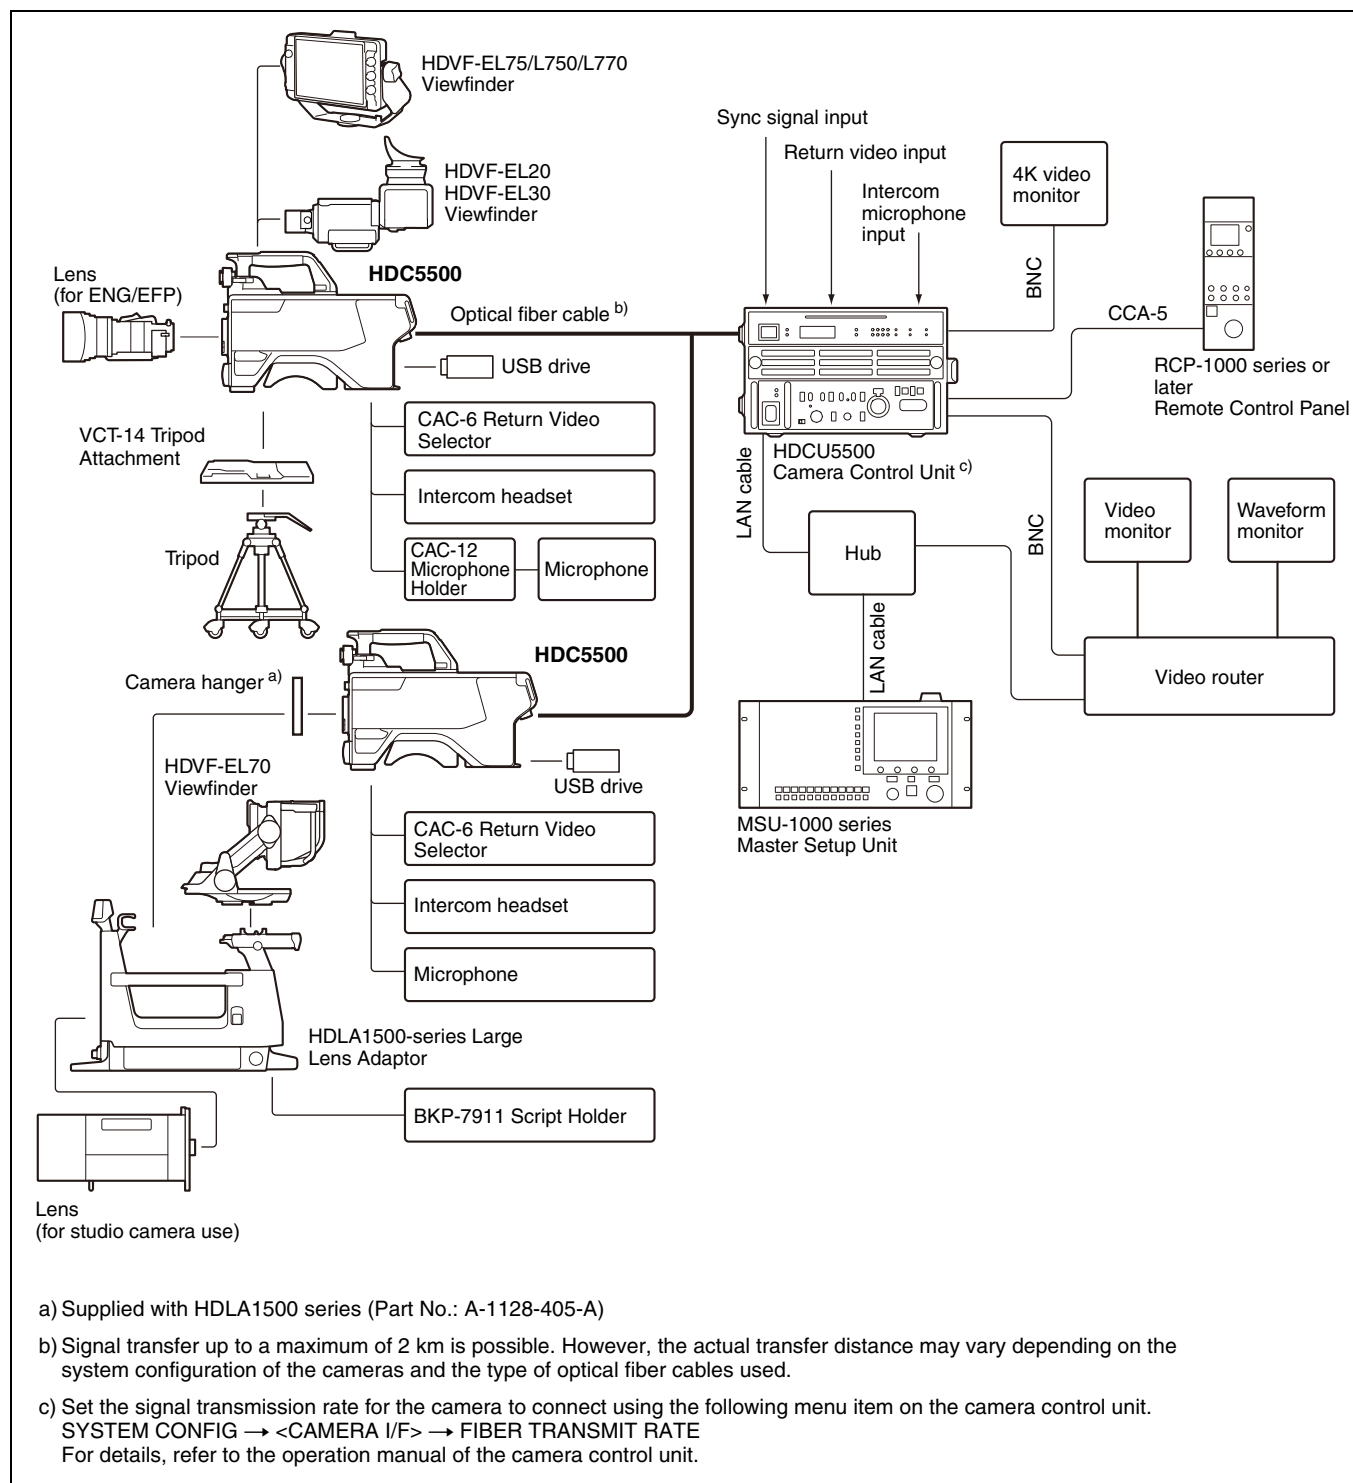 HDVF-EL75/L750/L770
Viewfinder
HDVF-EL20
HDVF-EL30
Viewfinder
Lens
(for ENG/EFP)
HDC5500
Optical fiber cable b)
USB drive
VCT-14 Tripod
Attachment
Tripod
CAC-6 Return Video
Selector
Intercom headset
CAC-12
Microphone
Holder
Microphone
Sync signal input
Return video input
Intercom
microphone
input
4K video
monitor
BNC
CCA-5
RCP-1000 series or
later
Remote Control Panel
HDCU5500
Camera Control Unit c)
LAN cable
Hub
BNC
Video
monitor
Waveform
monitor
LAN cable
Video router
MSU-1000 series
Master Setup Unit
HDC5500
Camera hanger a)
HDVF-EL70
Viewfinder
USB drive
CAC-6 Return Video
Selector
Intercom headset
Microphone
HDLA1500-series Large
Lens Adaptor
BKP-7911 Script Holder
Lens
(for studio camera use)
a) Supplied with HDLA1500 series (Part No.: A-1128-405-A)
b) Signal transfer up to a maximum of 2 km is possible. However, the actual transfer distance may vary depending on the
system configuration of the cameras and the type of optical fiber cables used.
c) Set the signal transmission rate for the camera to connect using the following menu item on the camera control unit.
SYSTEM CONFIG → <CAMERA I/F> → FIBER TRANSMIT RATE
For details, refer to the operation manual of the camera control unit.